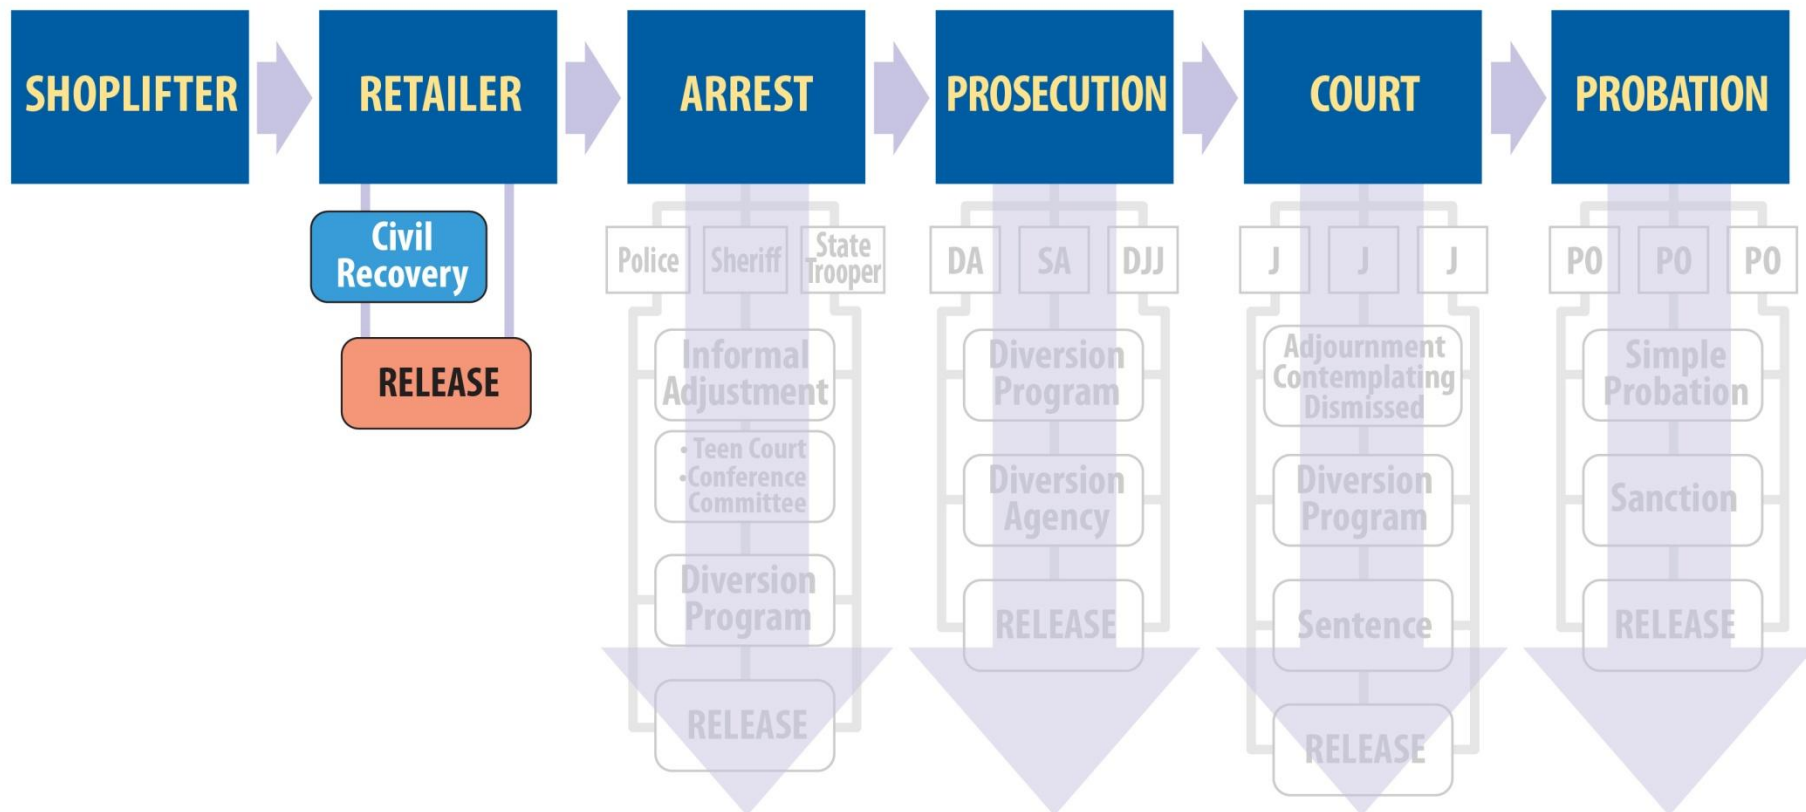 SHOPLIFTER
RETAILER
ARREST
PROSECUTION
COURT
PROBATION
Civil
Recovery
RELEASE
Police
Sheriff
State
Trooper
Informal
Adjustment
• Teen Court
•Conference
Committee
Diversion
Program
RELEASE
DA
SA
DJJ
Diversion
Program
Diversion
Agency
RELEASE
J
J
J
Adjournment
Contemplating
Dismissed
Diversion
Program
Sentence
RELEASE
PO
PO
PO
Simple
Probation
Sanction
RELEASE